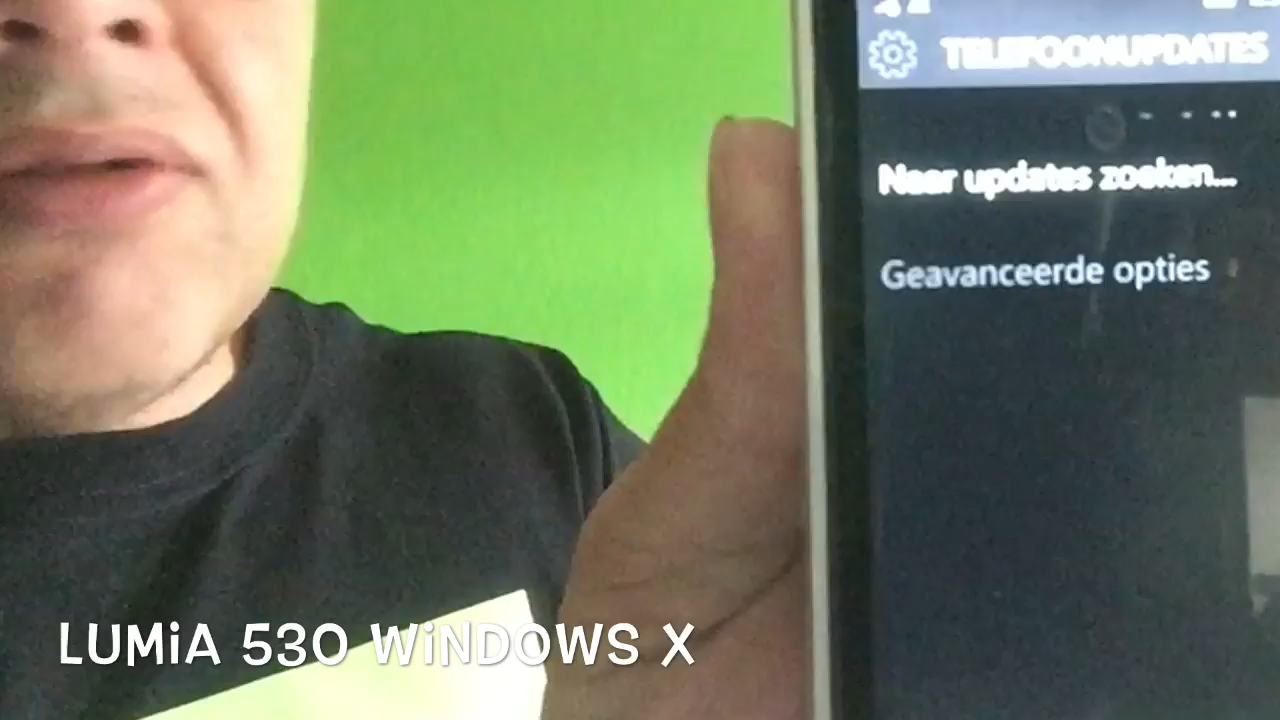 TELEFOONUPDATES
Naar updates zoeken...
Geavanceerde opties
LUMiA 530 WiNDOWS X